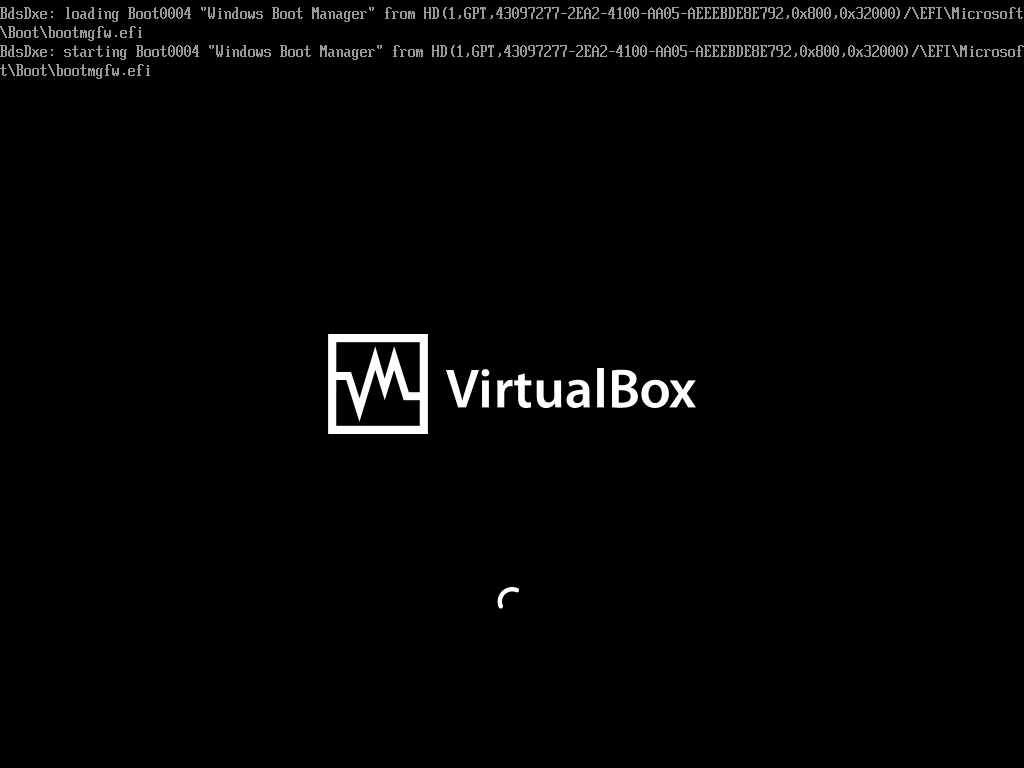 BdsDxe: loading Boot0004 "Windows Boot Manager" from HD(1,GPT,43097277-2EA2-4100-AA05-AEEEBDE8E792,0x800,0x32000)/\EFI\Microsoft
\Boot\bootmgfw.efi
BdsDxe: starting Boot0004 "Windows Boot Manager" from HD(1,GPT,43097277-2EA2-4100-AA05-AEEEBDE8E792,0x800,0x32000)/\EFI\Microsof
t\Boot\bootmgfw.efi
VirtualBox